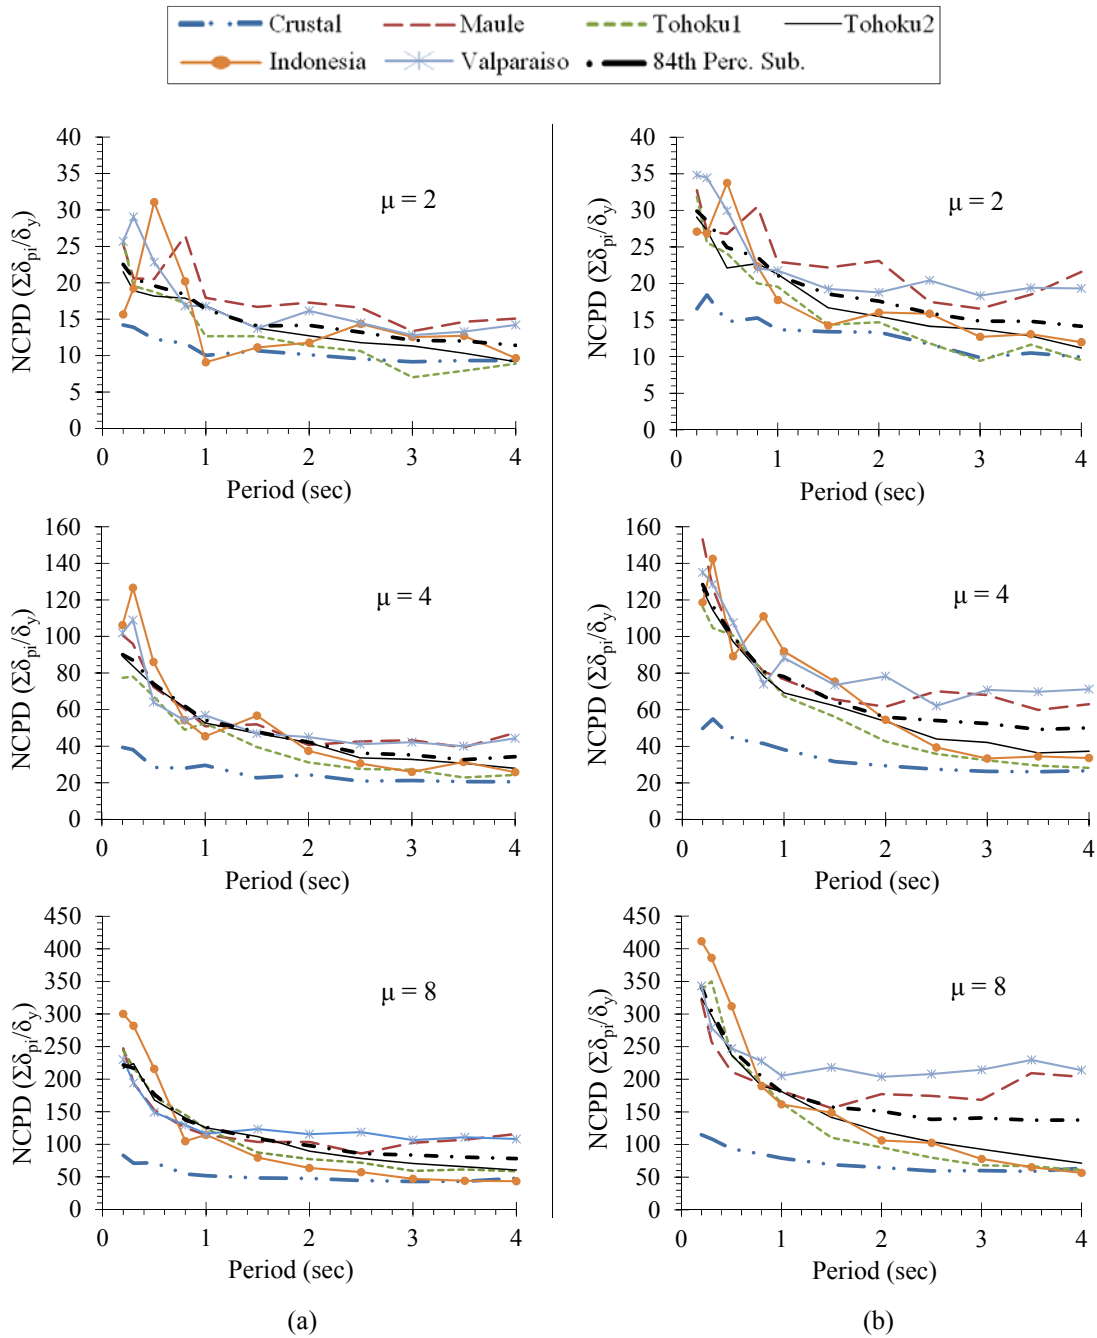 Crustal Maule Tohoku1 Tohoku2
Indonesia Valparaiso 84th Perc. Sub.
40
35
30
25
20
15
10
5
0
0 1 2 3 4
NCPD (Σδpi/δy)
μ = 2
Period (sec)
40
35
30
25
20
15
10
5
0
0 1 2 3 4
NCPD (Σδpi/δy)
μ = 2
Period (sec)
160
140
120
100
80
60
40
20
0
0 1 2 3 4
NCPD (Σδpi/δy)
μ = 4
Period (sec)
160
140
120
100
80
60
40
20
0
0 1 2 3 4
NCPD (Σδpi/δy)
μ = 4
Period (sec)
450
400
350
300
250
200
150
100
50
0
0 1 2 3 4
NCPD (Σδpi/δy)
μ = 8
Period (sec)
450
400
350
300
250
200
150
100
50
0
0 1 2 3 4
NCPD (Σδpi/δy)
μ = 8
Period (sec)
(a)
(b)